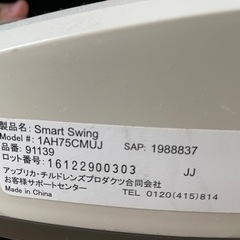 製品名: Smart Swing
Model #: 1AH75CMUJ SAP: 1988837
品番: 91139
ロット番号: 16122900303 JJ
アップリカ・チルドレンズプロダクツ合同会社
お客様サポートセンター TEL 0120(415)814
Made in China